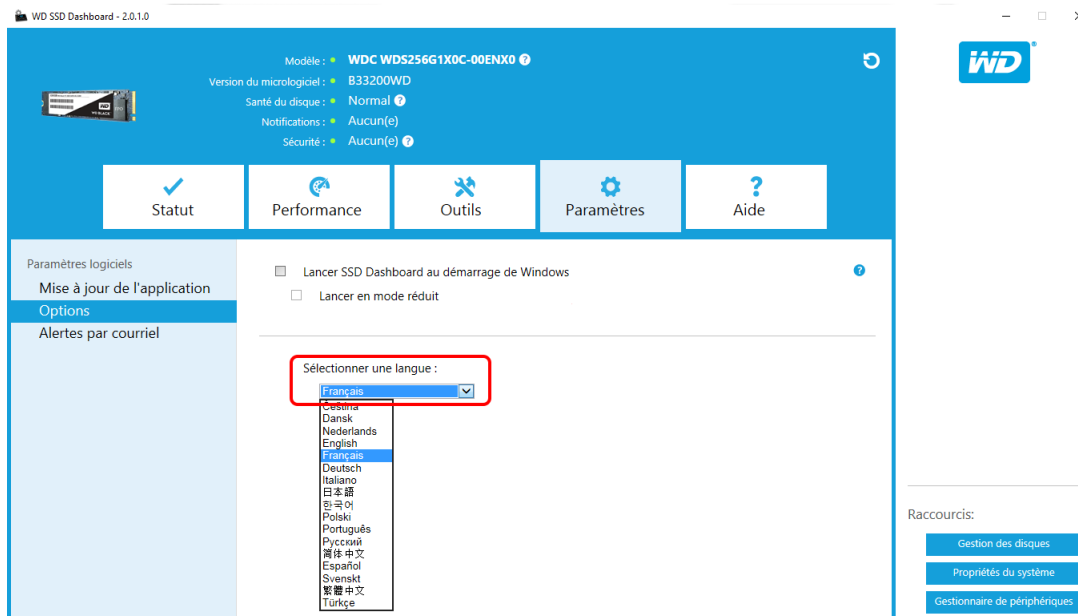 WD SSD Dashboard - 2.0.1.0
Modèle : WDC WDS256G1X0C-00ENX0
Version du micrologiciel : B33200WD
Santé du disque : Normal
Notifications : Aucun(e)
Sécurité : Aucun(e)
WD
Statut
Performance
Outils
Paramètres
Aide
Paramètres logiciels
Mise à jour de l'application
Options
Alertes par courriel
Lancer SSD Dashboard au démarrage de Windows
Lancer en mode réduit
Sélectionner une langue :
Français
Čeština
Dansk
Nederlands
English
Français
Deutsch
Italiano
日本語
한국어
Polski
Português
Русский
简体中文
Español
Svenskt
繁體中文
Türkçe
Raccourcis:
Gestion des disques
Propriétés du système
Gestionnaire de périphériques